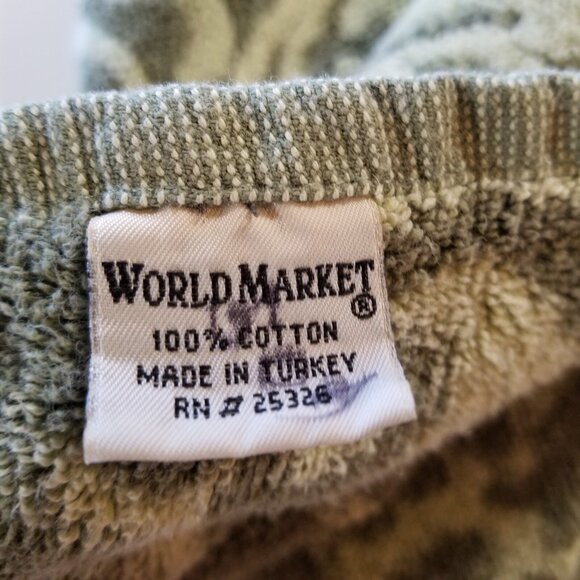 WORLD MARKET®
100% COTTON
MADE IN TURKEY
RN # 25326